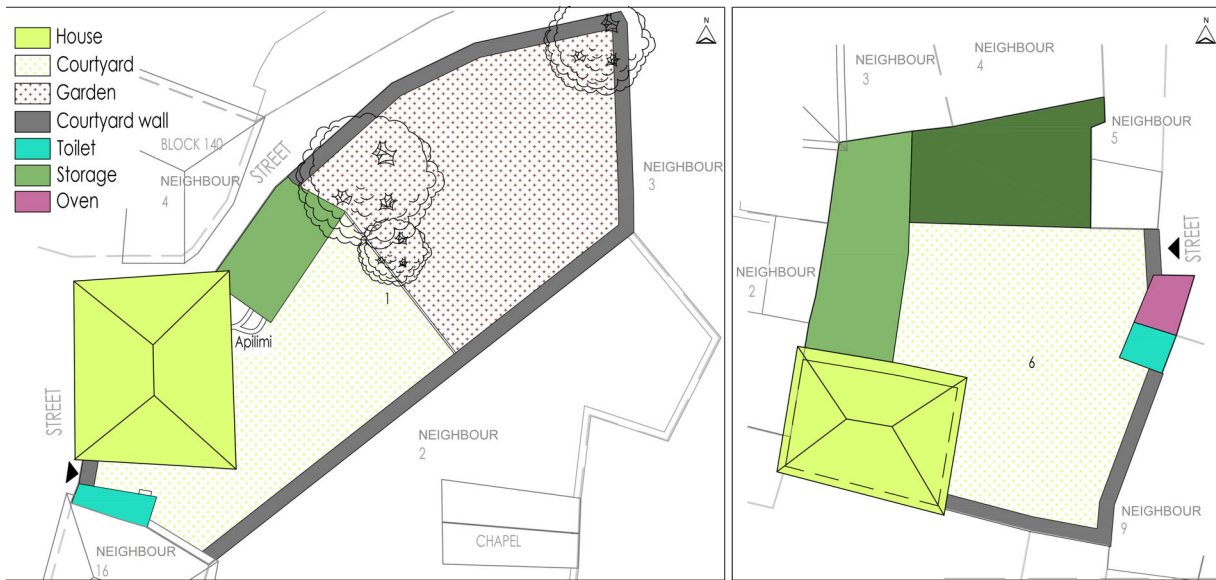 House
Courtyard
Garden
Courtyard wall
Toilet
Storage
Oven
N
BLOCK 140
NEIGHBOUR
4
STREET
NEIGHBOUR
3
1
Apilimi
STREET
NEIGHBOUR
2
CHAPEL
NEIGHBOUR
16
N
NEIGHBOUR
3
NEIGHBOUR
4
NEIGHBOUR
5
STREET
NEIGHBOUR
2
6
NEIGHBOUR
9